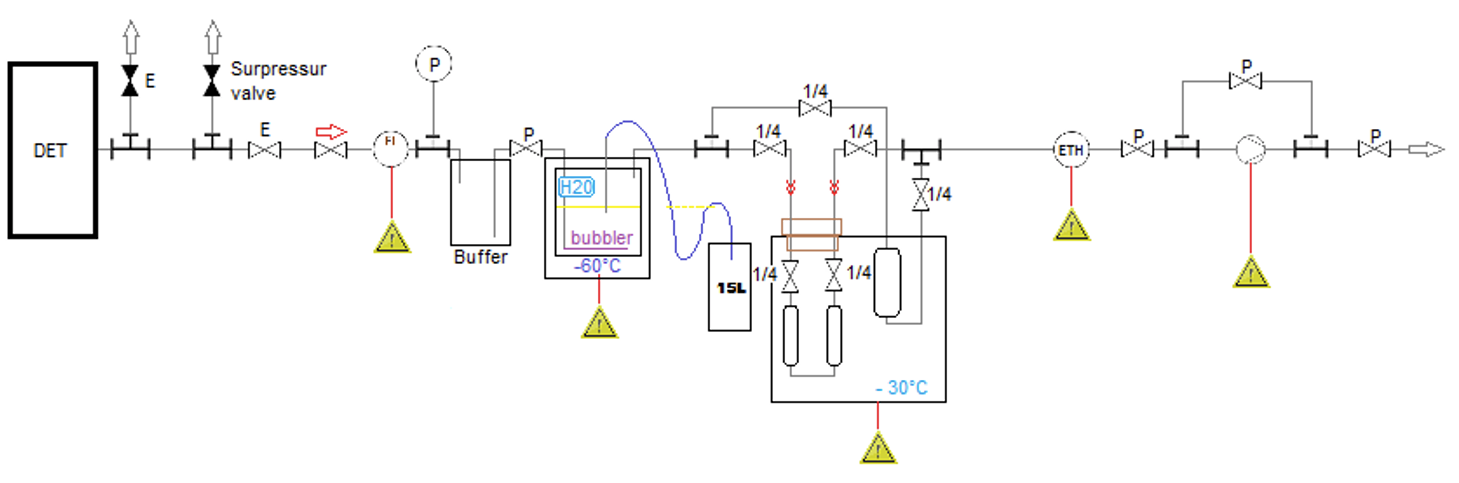 DET
E
Surpressur
valve
E
FI
P
P
Buffer
H20
bubbler
-60°C
15L
1/4
1/4
1/4
1/4
1/4
1/4
- 30°C
ETH
P
P
P